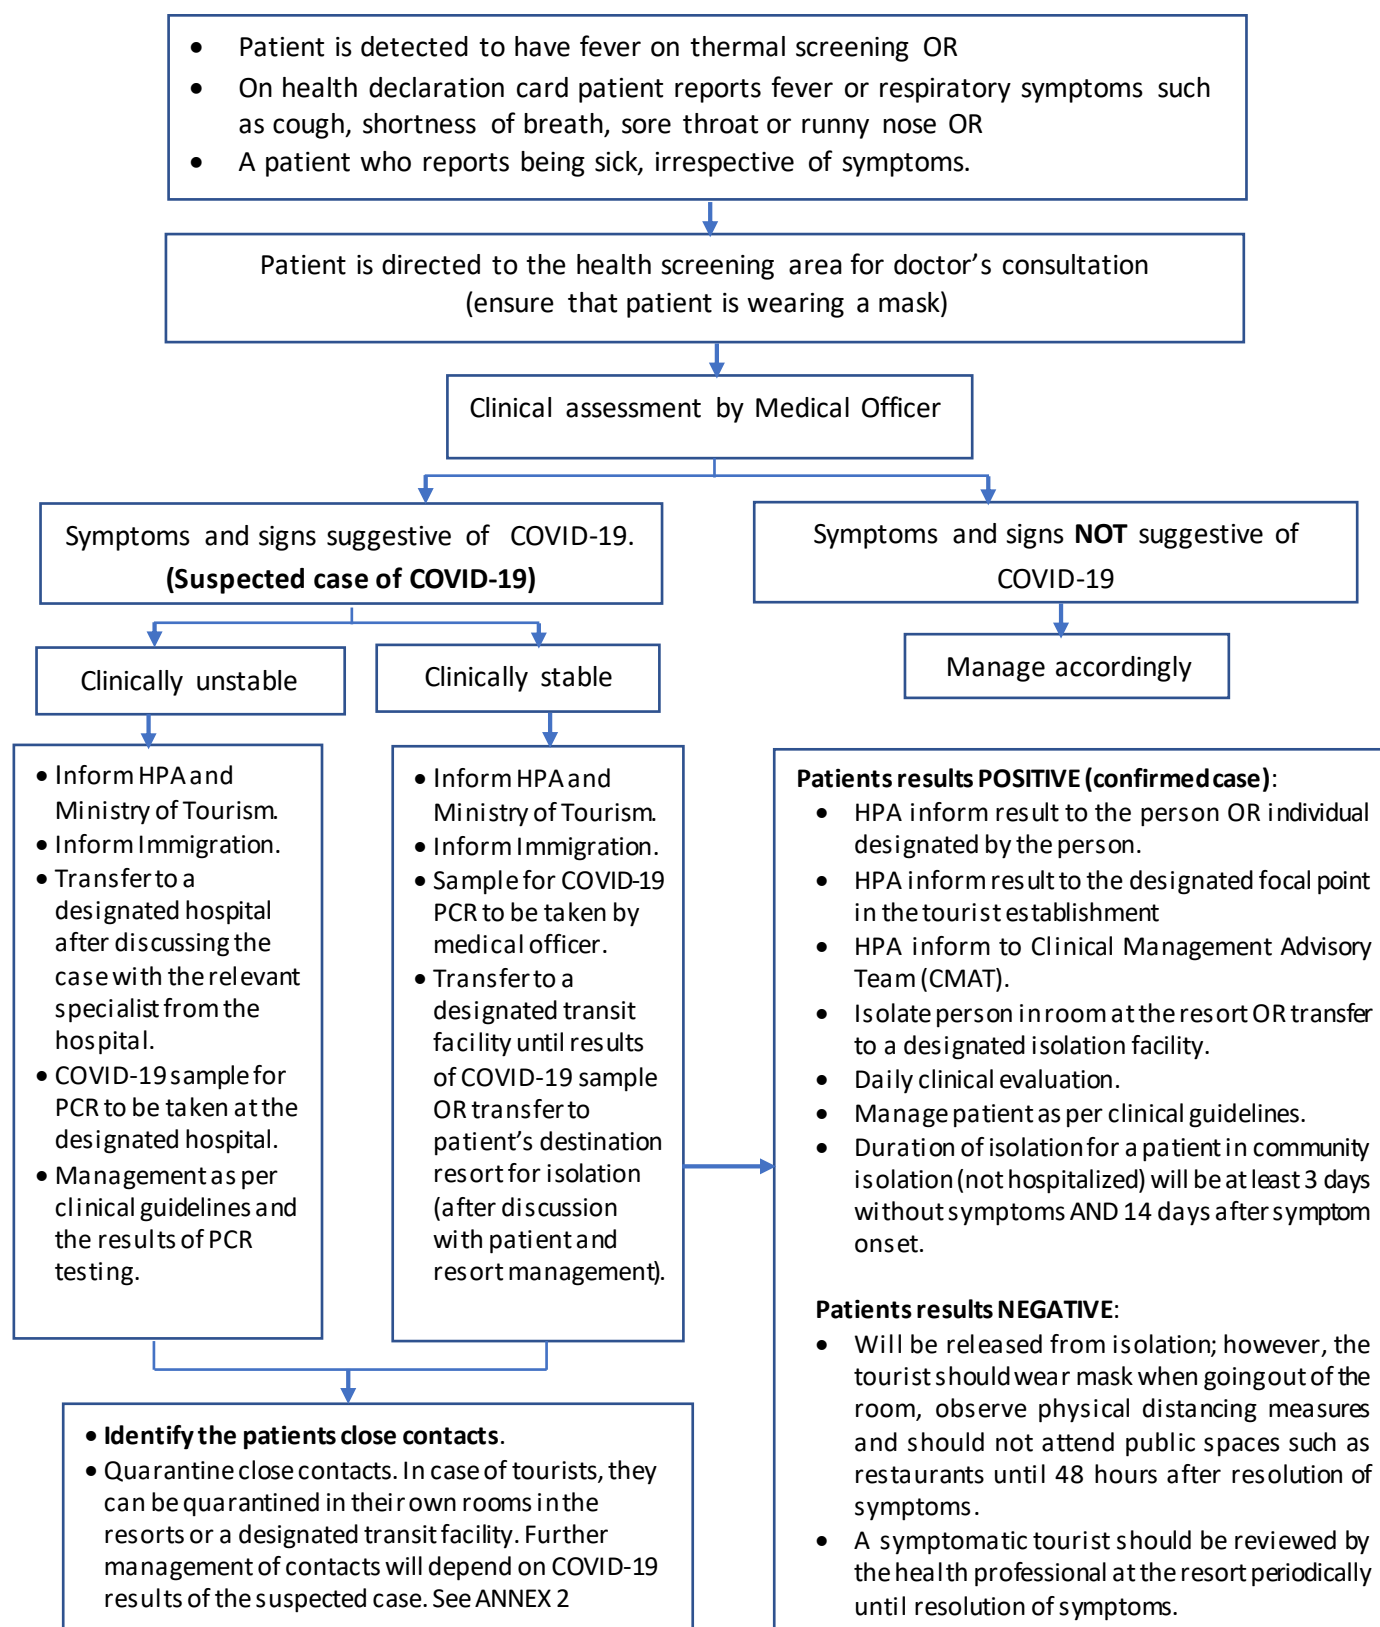 • Patient is detected to have fever on thermal screening OR
• On health declaration card patient reports fever or respiratory symptoms such
as cough, shortness of breath, sore throat or runny nose OR
• A patient who reports being sick, irrespective of symptoms.
Patient is directed to the health screening area for doctor's consultation
(ensure that patient is wearing a mask)
Clinical assessment by Medical Officer
Symptoms and signs suggestive of COVID-19.
(Suspected case of COVID-19)
Symptoms and signs NOT suggestive of
COVID-19
Clinically unstable
Clinically stable
Manage accordingly
• Inform HPA and
Ministry of Tourism.
• Inform Immigration.
• Transfer to a
designated hospital
after discussing the
case with the relevant
specialist from the
hospital.
• COVID-19 sample for
PCR to be taken at the
designated hospital.
• Management as per
clinical guidelines and
the results of PCR
testing.
• Inform HPA and
Ministry of Tourism.
• Inform Immigration.
• Sample for COVID-19
PCR to be taken by
medical officer.
• Transfer to a
designated transit
facility until results
of COVID-19 sample
OR transfer to
patient's destination
resort for isolation
(after discussion
with patient and
resort management).
Patients results POSITIVE (confirmed case):
• HPA inform result to the person OR individual
designated by the person.
• HPA inform result to the designated focal point
in the tourist establishment
• HPA inform to Clinical Management Advisory
Team (CMAT).
• Isolate person in room at the resort OR transfer
to a designated isolation facility.
• Daily clinical evaluation.
• Manage patient as per clinical guidelines.
• Duration of isolation for a patient in community
isolation (not hospitalized) will be at least 3 days
without symptoms AND 14 days after symptom
onset.
Patients results NEGATIVE:
• Will be released from isolation; however, the
tourist should wear mask when going out of the
room, observe physical distancing measures
and should not attend public spaces such as
restaurants until 48 hours after resolution of
symptoms.
• A symptomatic tourist should be reviewed by
the health professional at the resort periodically
until resolution of symptoms.
• Identify the patients close contacts.
• Quarantine close contacts. In case of tourists, they
can be quarantined in their own rooms in the
resorts or a designated transit facility. Further
management of contacts will depend on COVID-19
results of the suspected case. See ANNEX 2